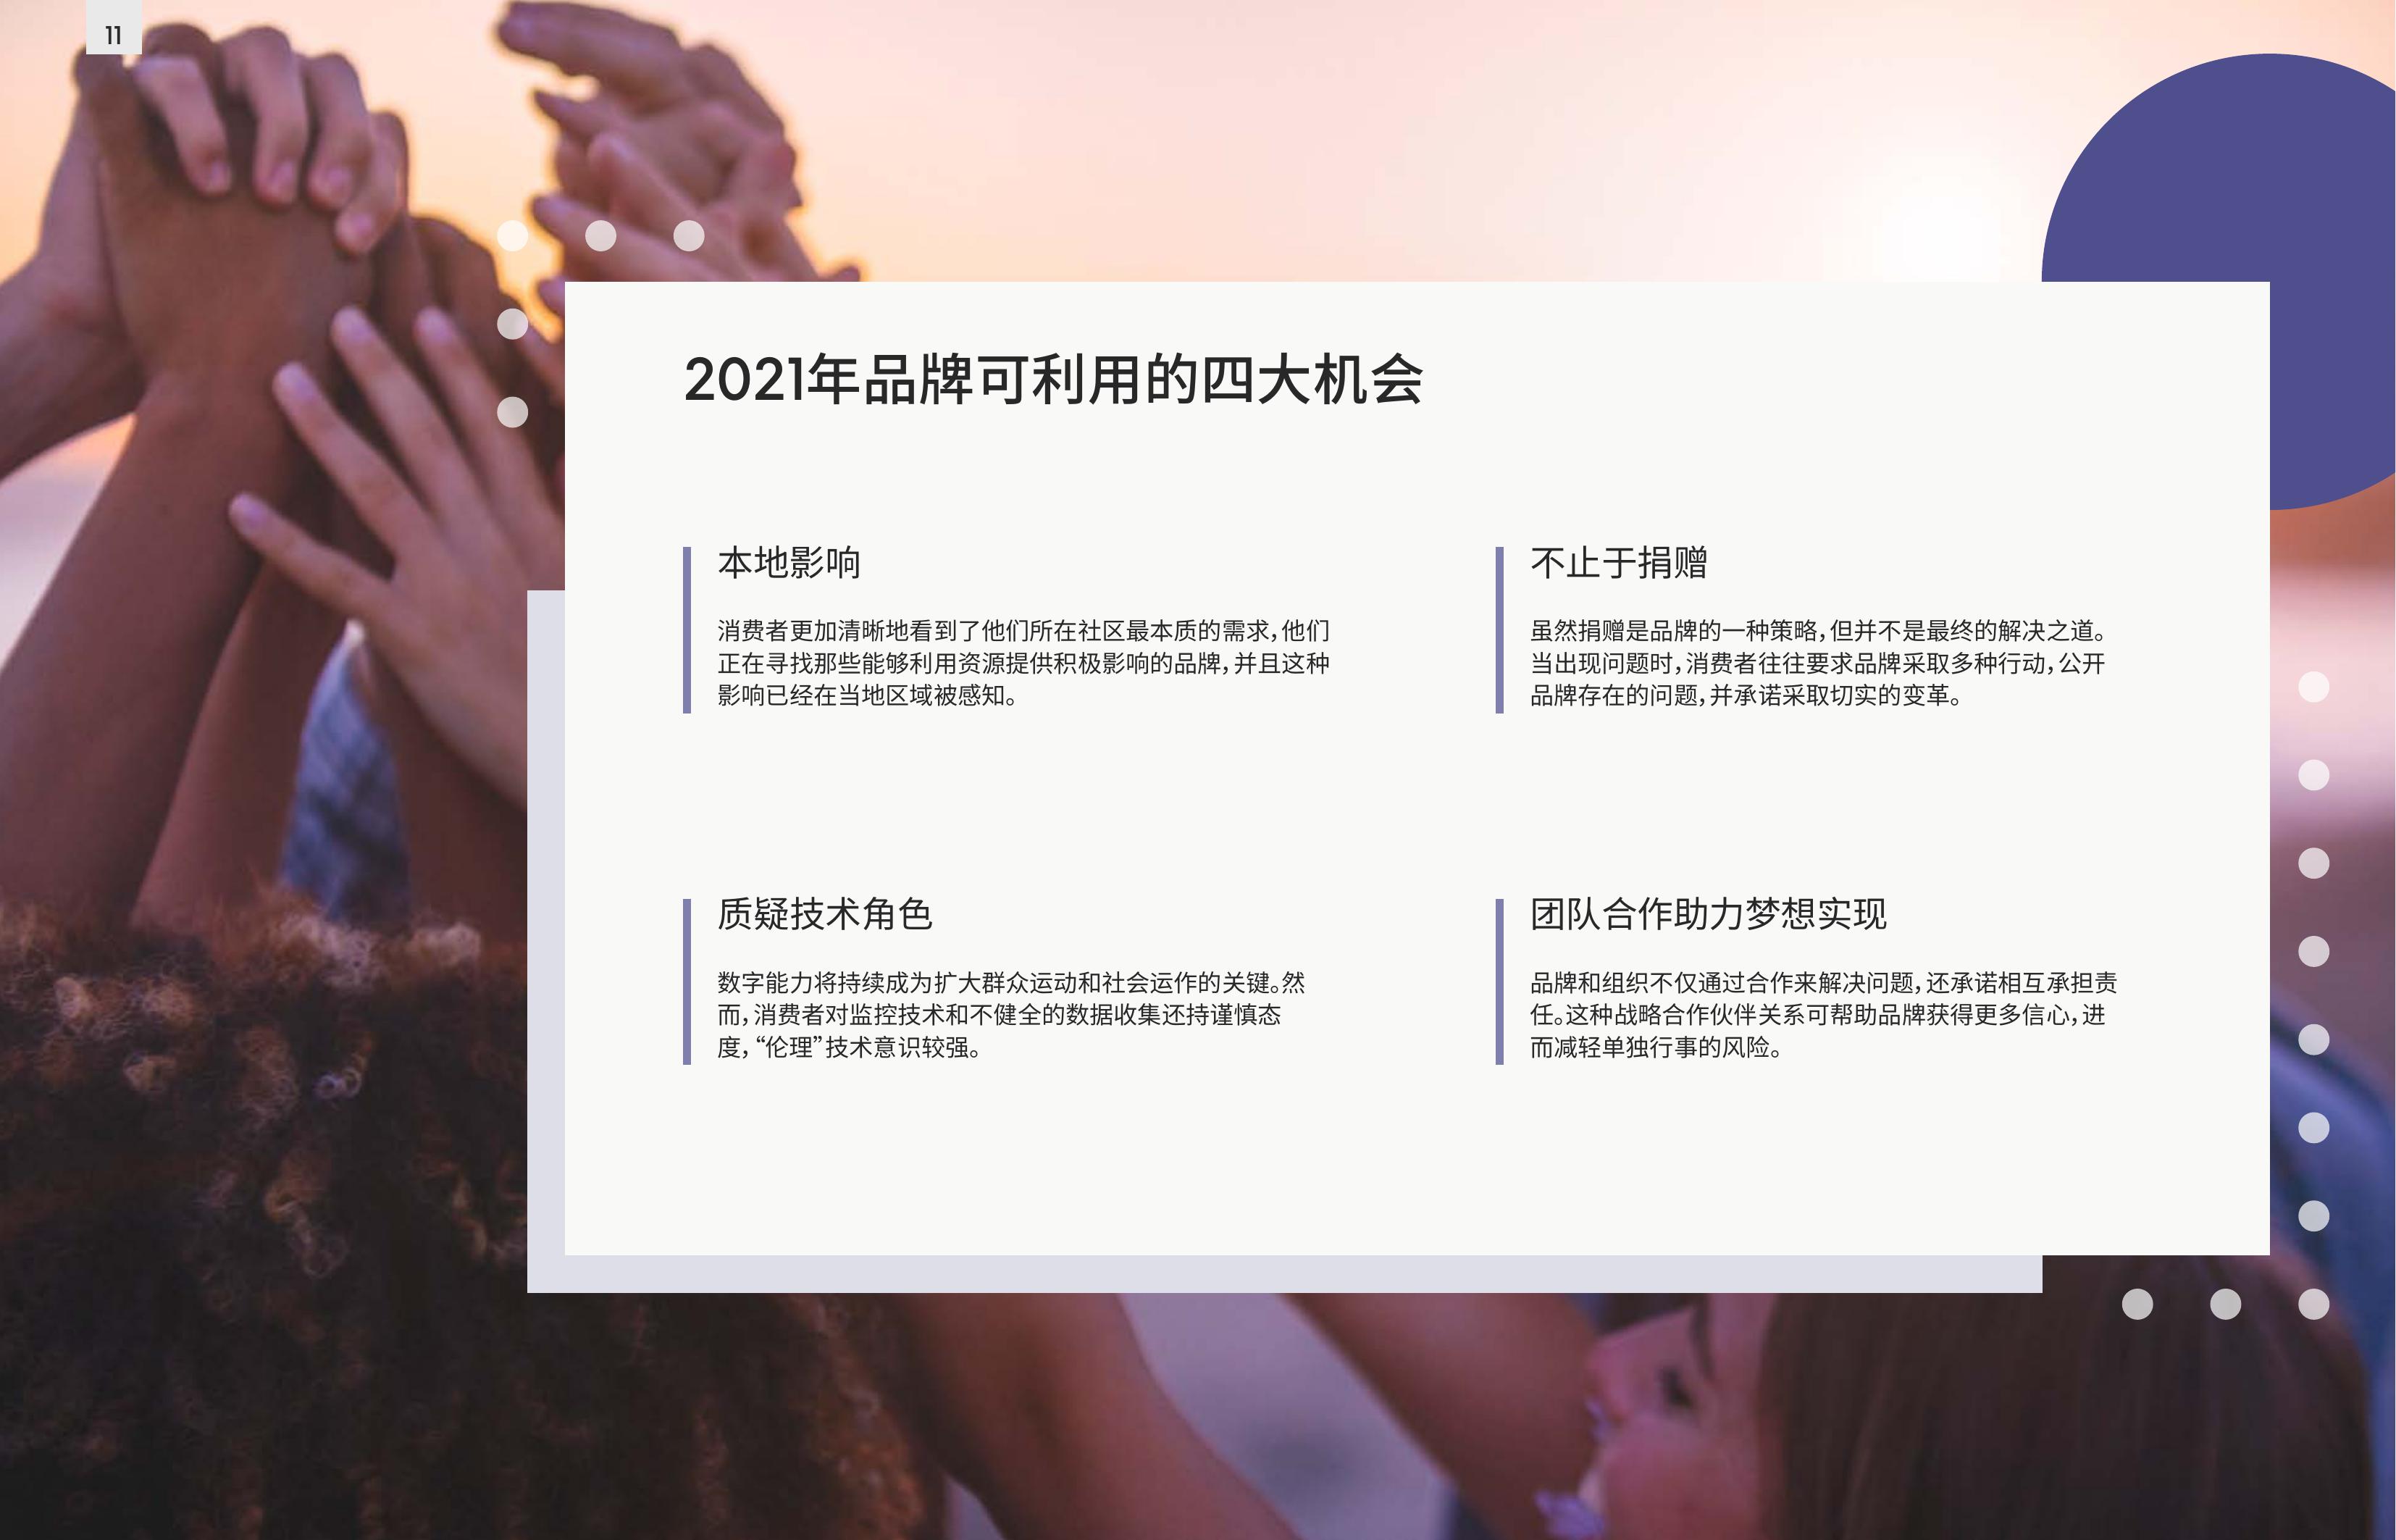 11
2021年品牌可利用的四大机会
本地影响
消费者更加清晰地看到了他们所在社区最本质的需求，他们
正在寻找那些能够利用资源提供积极影响的品牌，并且这种
影响已经在当地区域被感知。
不止于捐赠
虽然捐赠是品牌的一种策略，但并不是最终的解决之道。
当出现问题时，消费者往往要求品牌采取多种行动，公开
品牌存在的问题，并承诺采取切实的变革。
质疑技术角色
数字能力将持续成为扩大群众运动和社会运作的关键。然
而，消费者对监控技术和不健全的数据收集还持谨慎态
度，“伦理”技术意识较强。
团队合作助力梦想实现
品牌和组织不仅通过合作来解决问题，还承诺相互承担责
任。这种战略合作伙伴关系可帮助品牌获得更多信心，进
而减轻单独行事的风险。